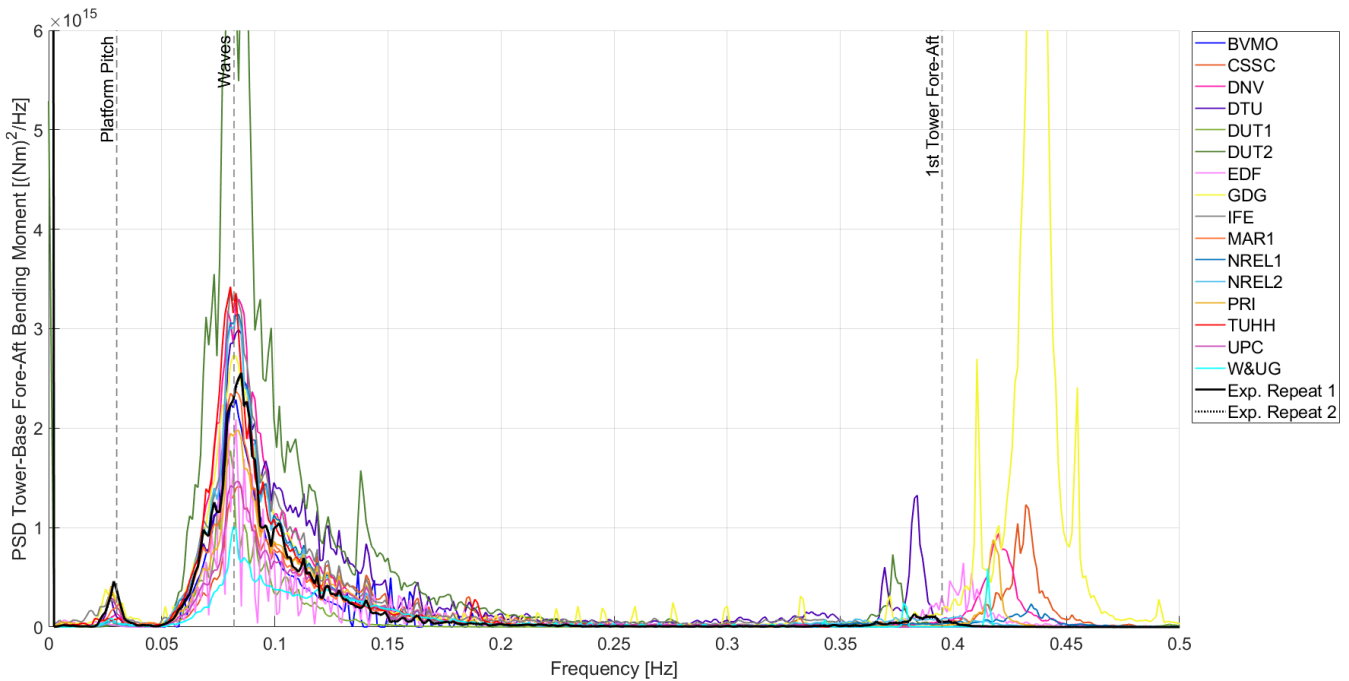 ×10^15
6
5
4
3
2
1
0
PSD Tower-Base Fore-Aft Bending Moment [(Nm)^2/Hz]
Platform Pitch
Waves
1st Tower Fore-Aft
0 0.05 0.1 0.15 0.2 0.25 0.3 0.35 0.4 0.45 0.5
Frequency [Hz]
BVMO
CSSC
DNV
DTU
DUT1
DUT2
EDF
GDG
IFE
MAR1
NREL1
NREL2
PRI
TUHH
UPC
W&UG
Exp. Repeat 1
Exp. Repeat 2